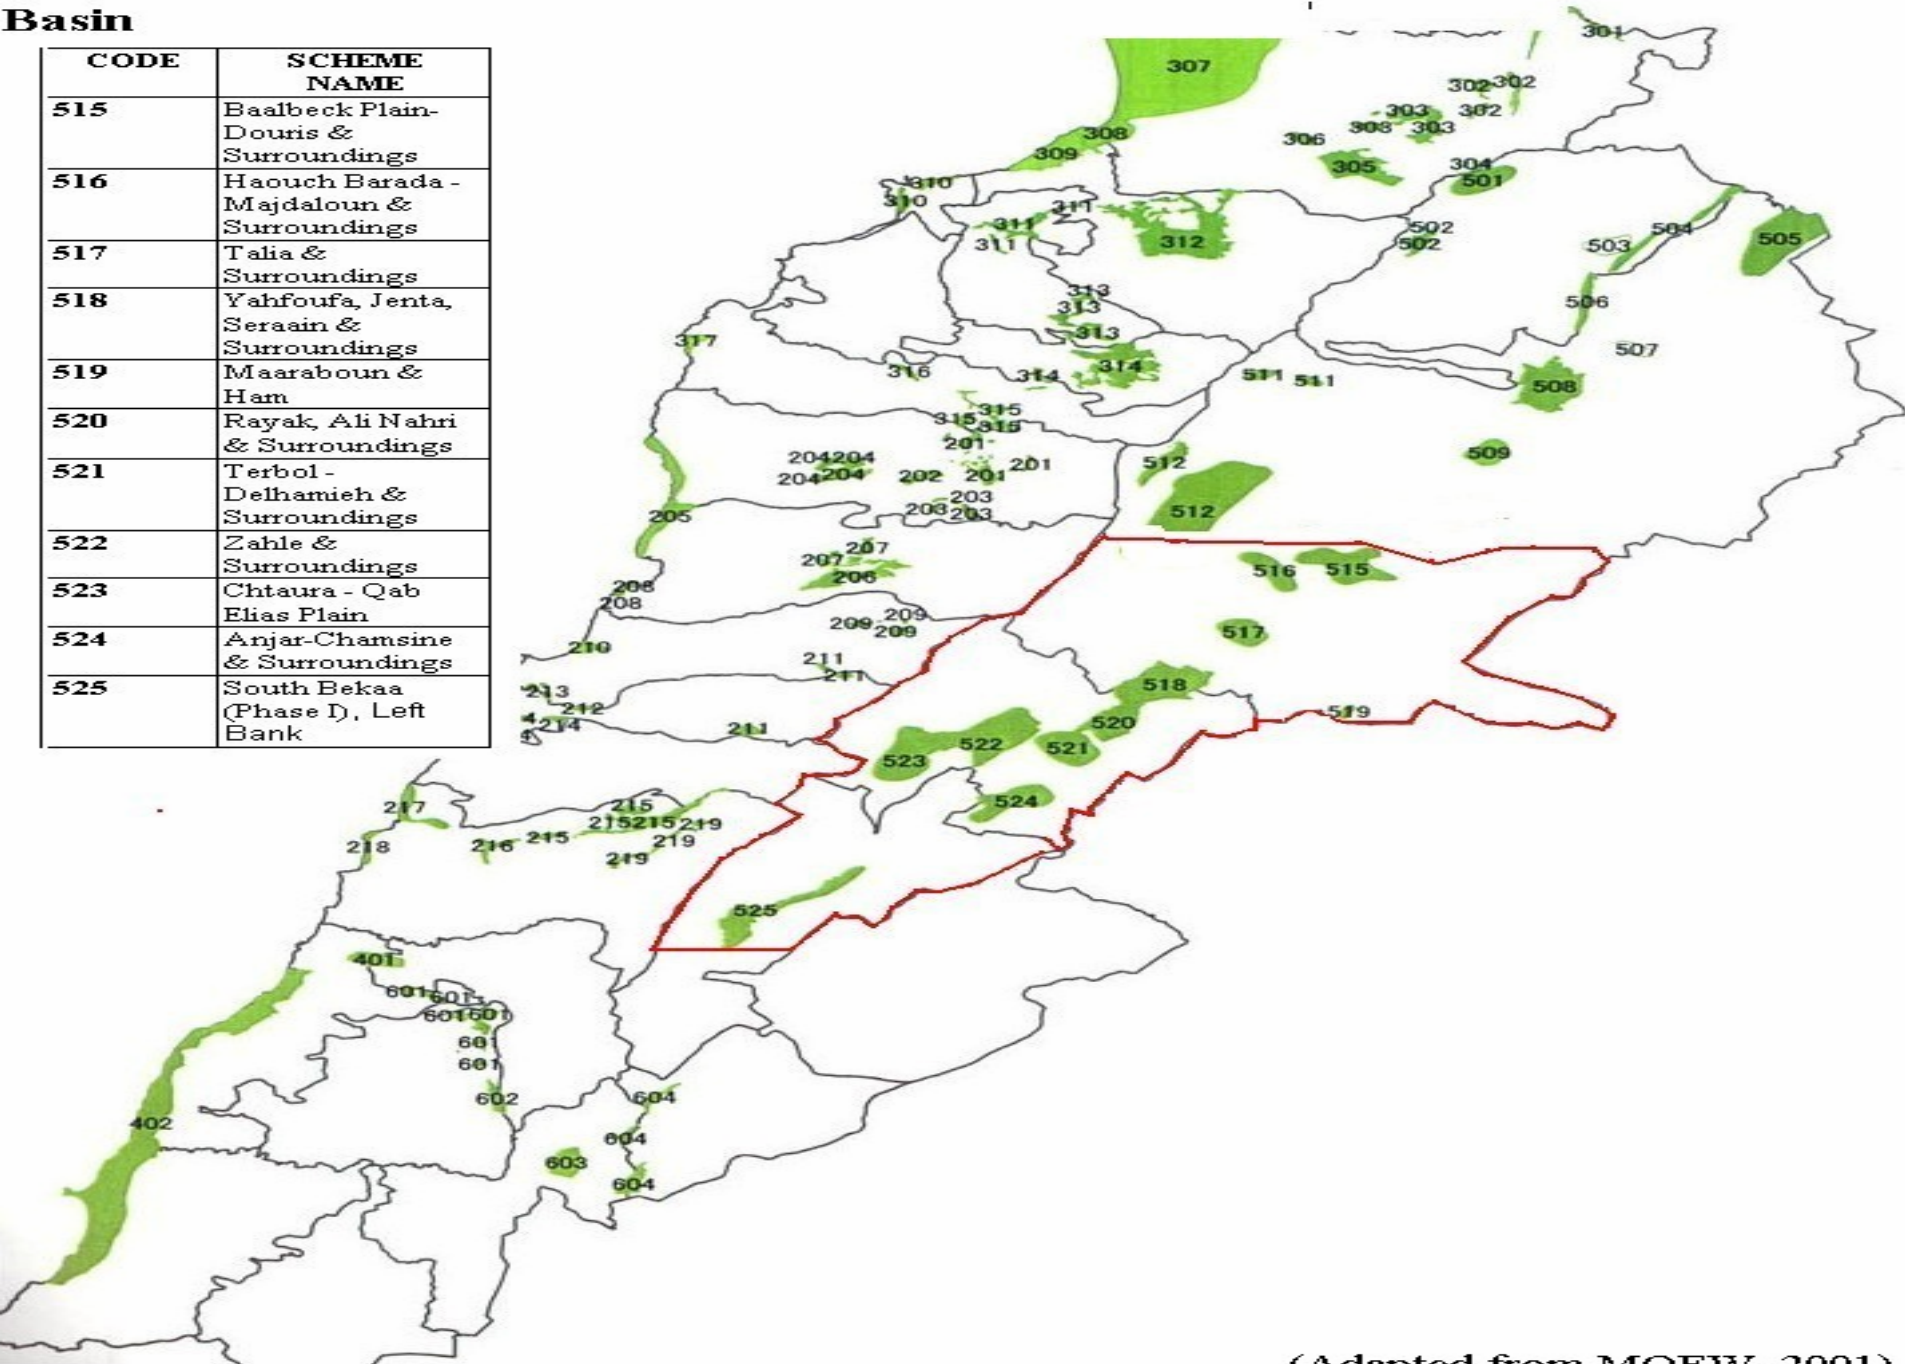 Basin
CODE SCHEME
NAME
515 Baalbeck Plain-
Douris &
Surroundings
516 Haouch Barada -
Majdaloun &
Surroundings
517 Talia &
Surroundings
518 Yahfoufa, Jenta,
Seraain &
Surroundings
519 Maaraboun &
Ham
520 Rayak, Ali Nahri
& Surroundings
521 Terbol -
Delhamieh &
Surroundings
522 Zahle &
Surroundings
523 Chtaura - Qab
Elias Plain
524 Anjar-Chamsine
& Surroundings
525 South Bekaa
(Phase I), Left
Bank
301
307
302 302
303 302
308 303
306
308
309
305
304
501
310
310
311
311
311
312
502
502
503 504
505
506
507
508
509
313
313
313
317
316
314
314
511 511
315
315
315
201
201
201
204 204
204 204
202
203
203 203
512
512
205
207
207
206
208
208
209
209
209
210
211
211
213
212
4 214
4
211
516 515
517
518
519
520
521
522
523
524
525
217
218
215
215 215 219
219
219
216 215
401
601 601
601 601
601
601
602
402
604
604
604
603
(Adapted from MOEW, 2001)